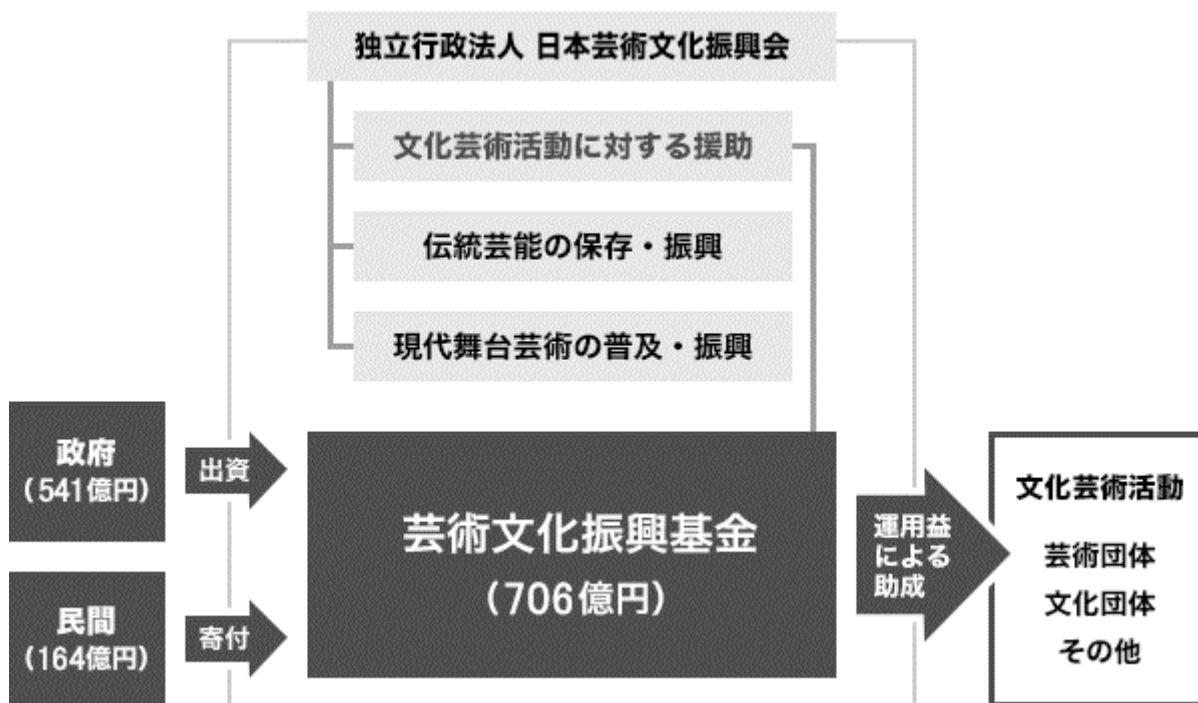 独立行政法人 日本芸術文化振興会
文化芸術活動に対する援助
伝統芸能の保存・振興
現代舞台芸術の普及・振興
政府
（541億円）
出資
民間
（164億円）
寄付
芸術文化振興基金
（706億円）
運用益
による
助成
文化芸術活動
芸術団体
文化団体
その他